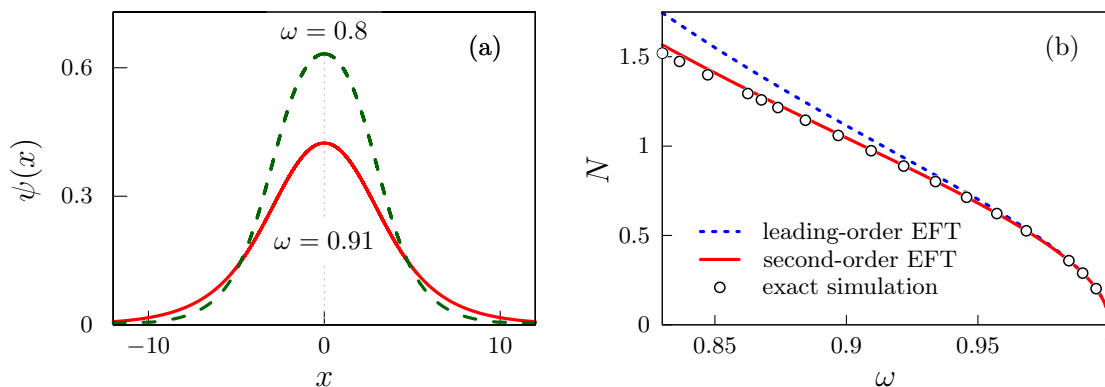 ω = 0.8
(a)
0.6
0.3
0
ψ(x)
ω = 0.91
−10
0
10
x
(b)
1.5
1
0.5
0
N
leading-order EFT
second-order EFT
exact simulation
0.85
0.9
0.95
ω